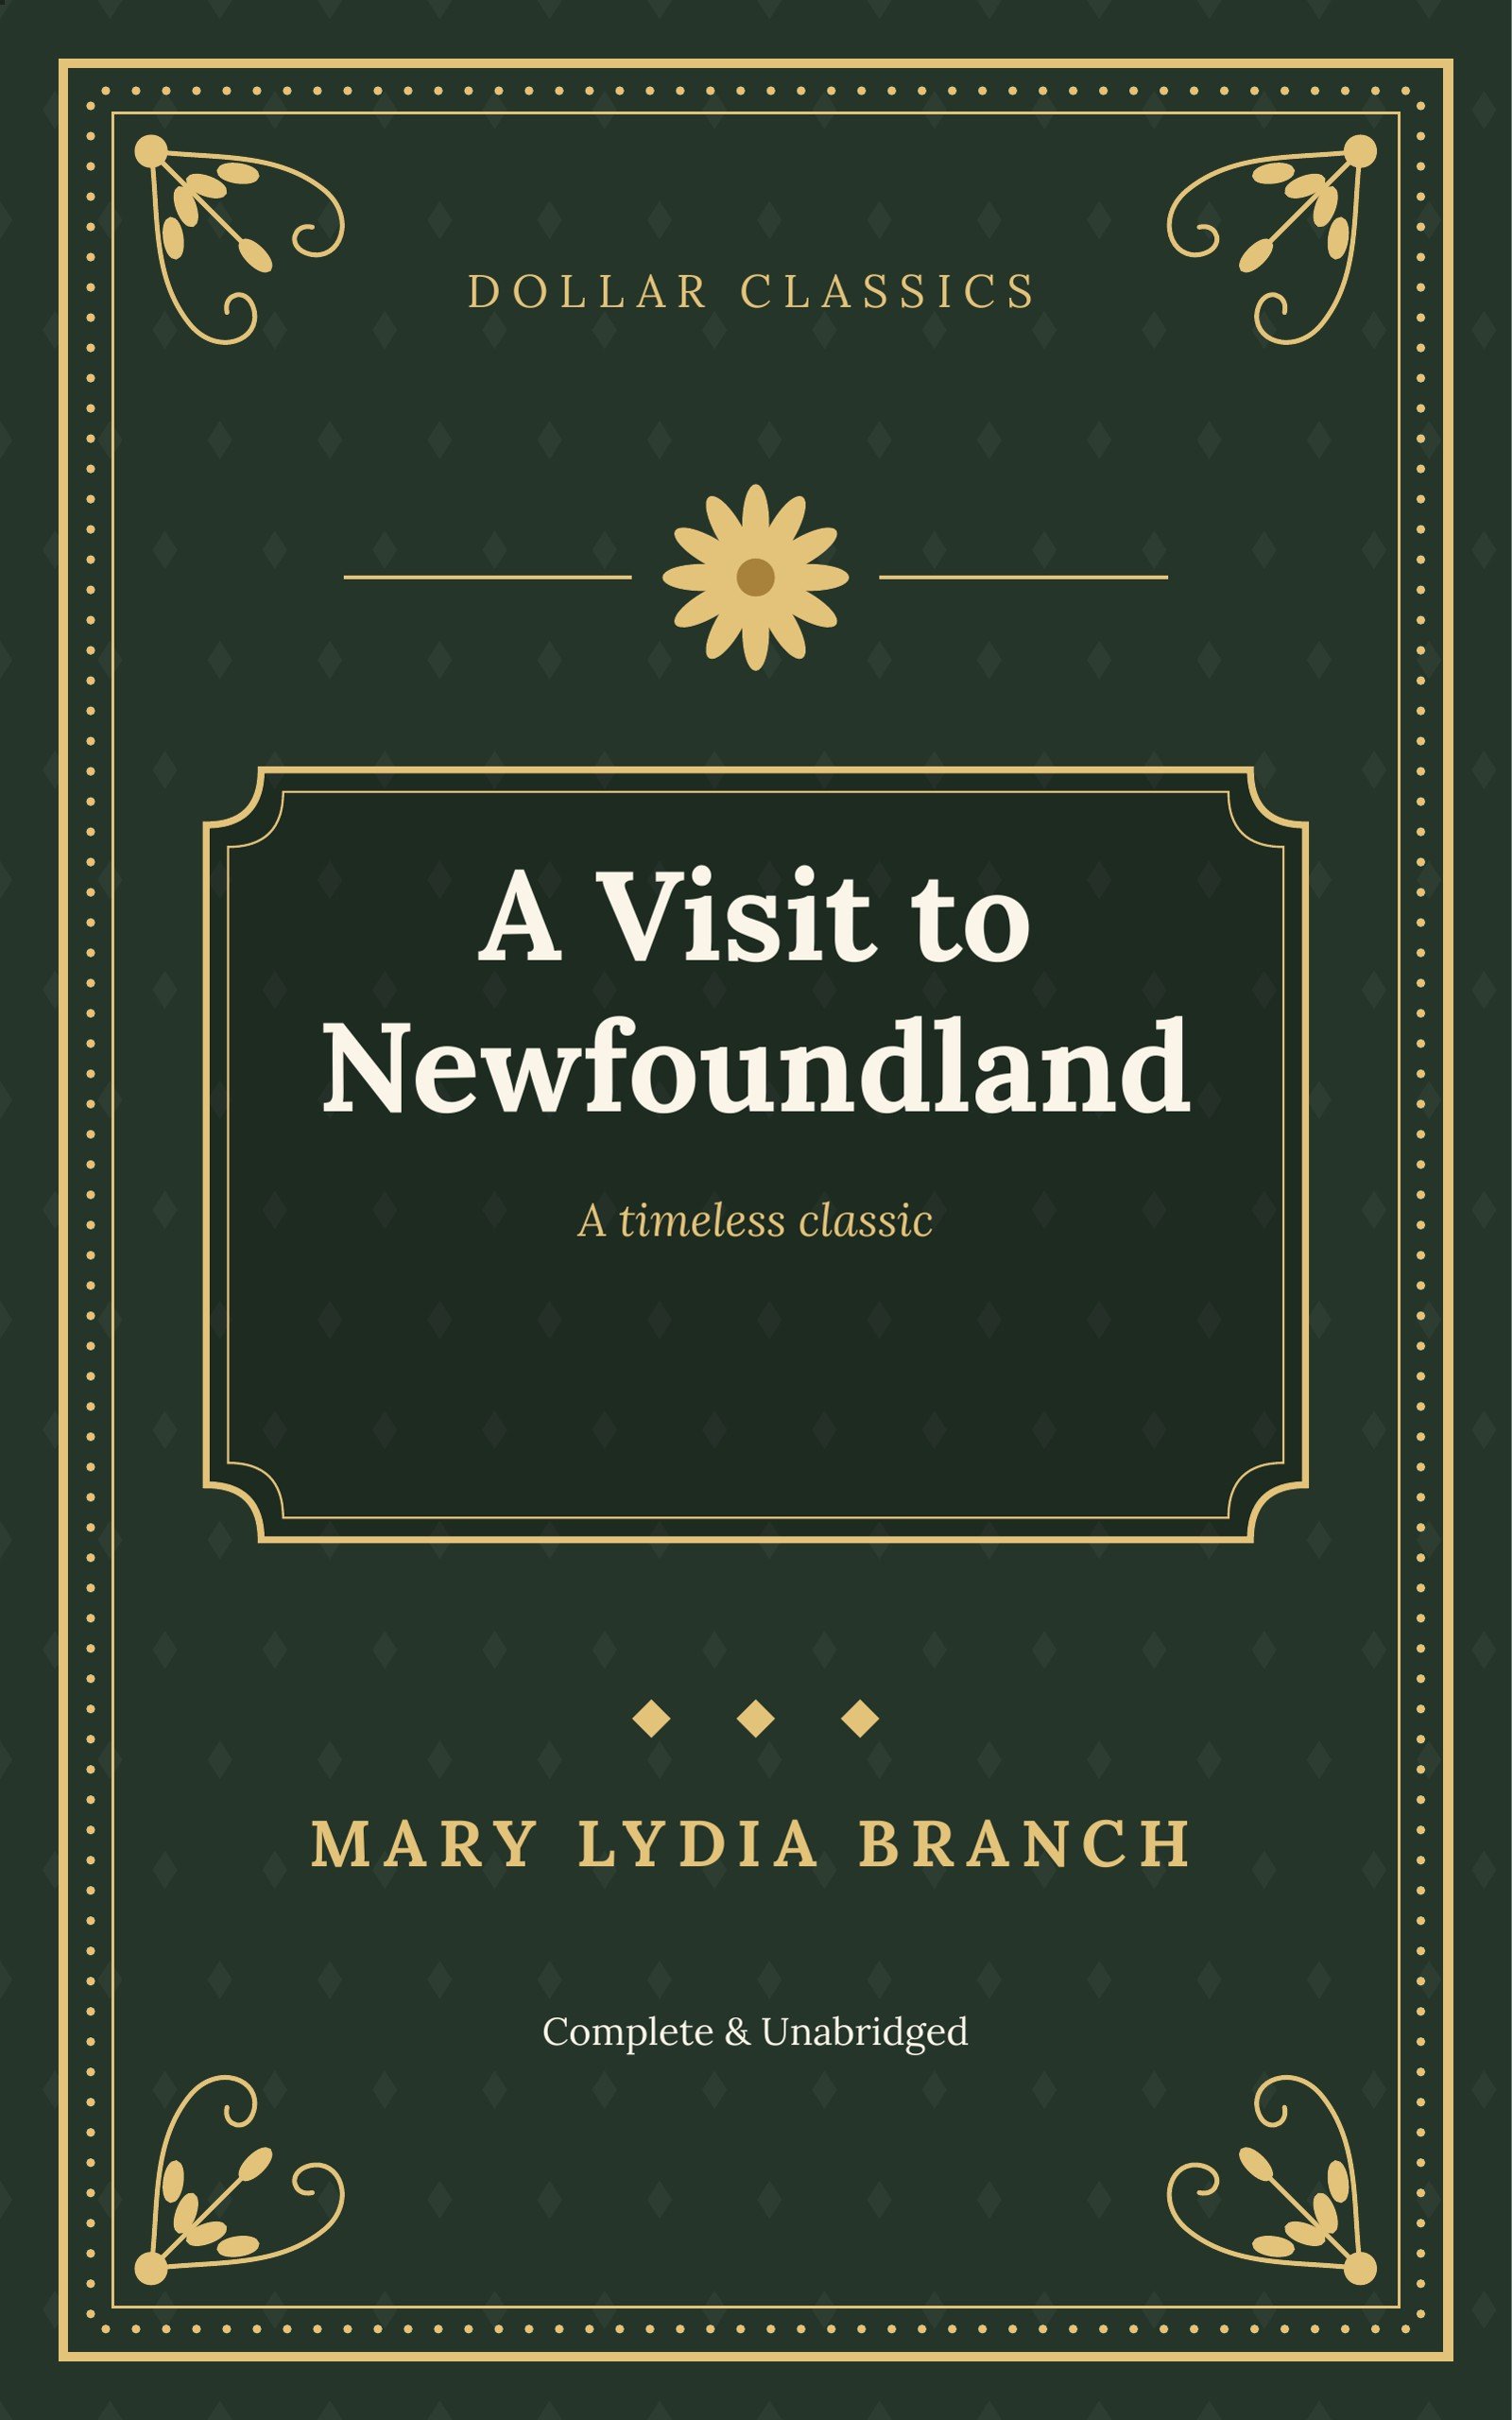 DOLLAR CLASSICS
A Visit to
Newfoundland
A timeless classic
MARY LYDIA BRANCH
Complete & Unabridged